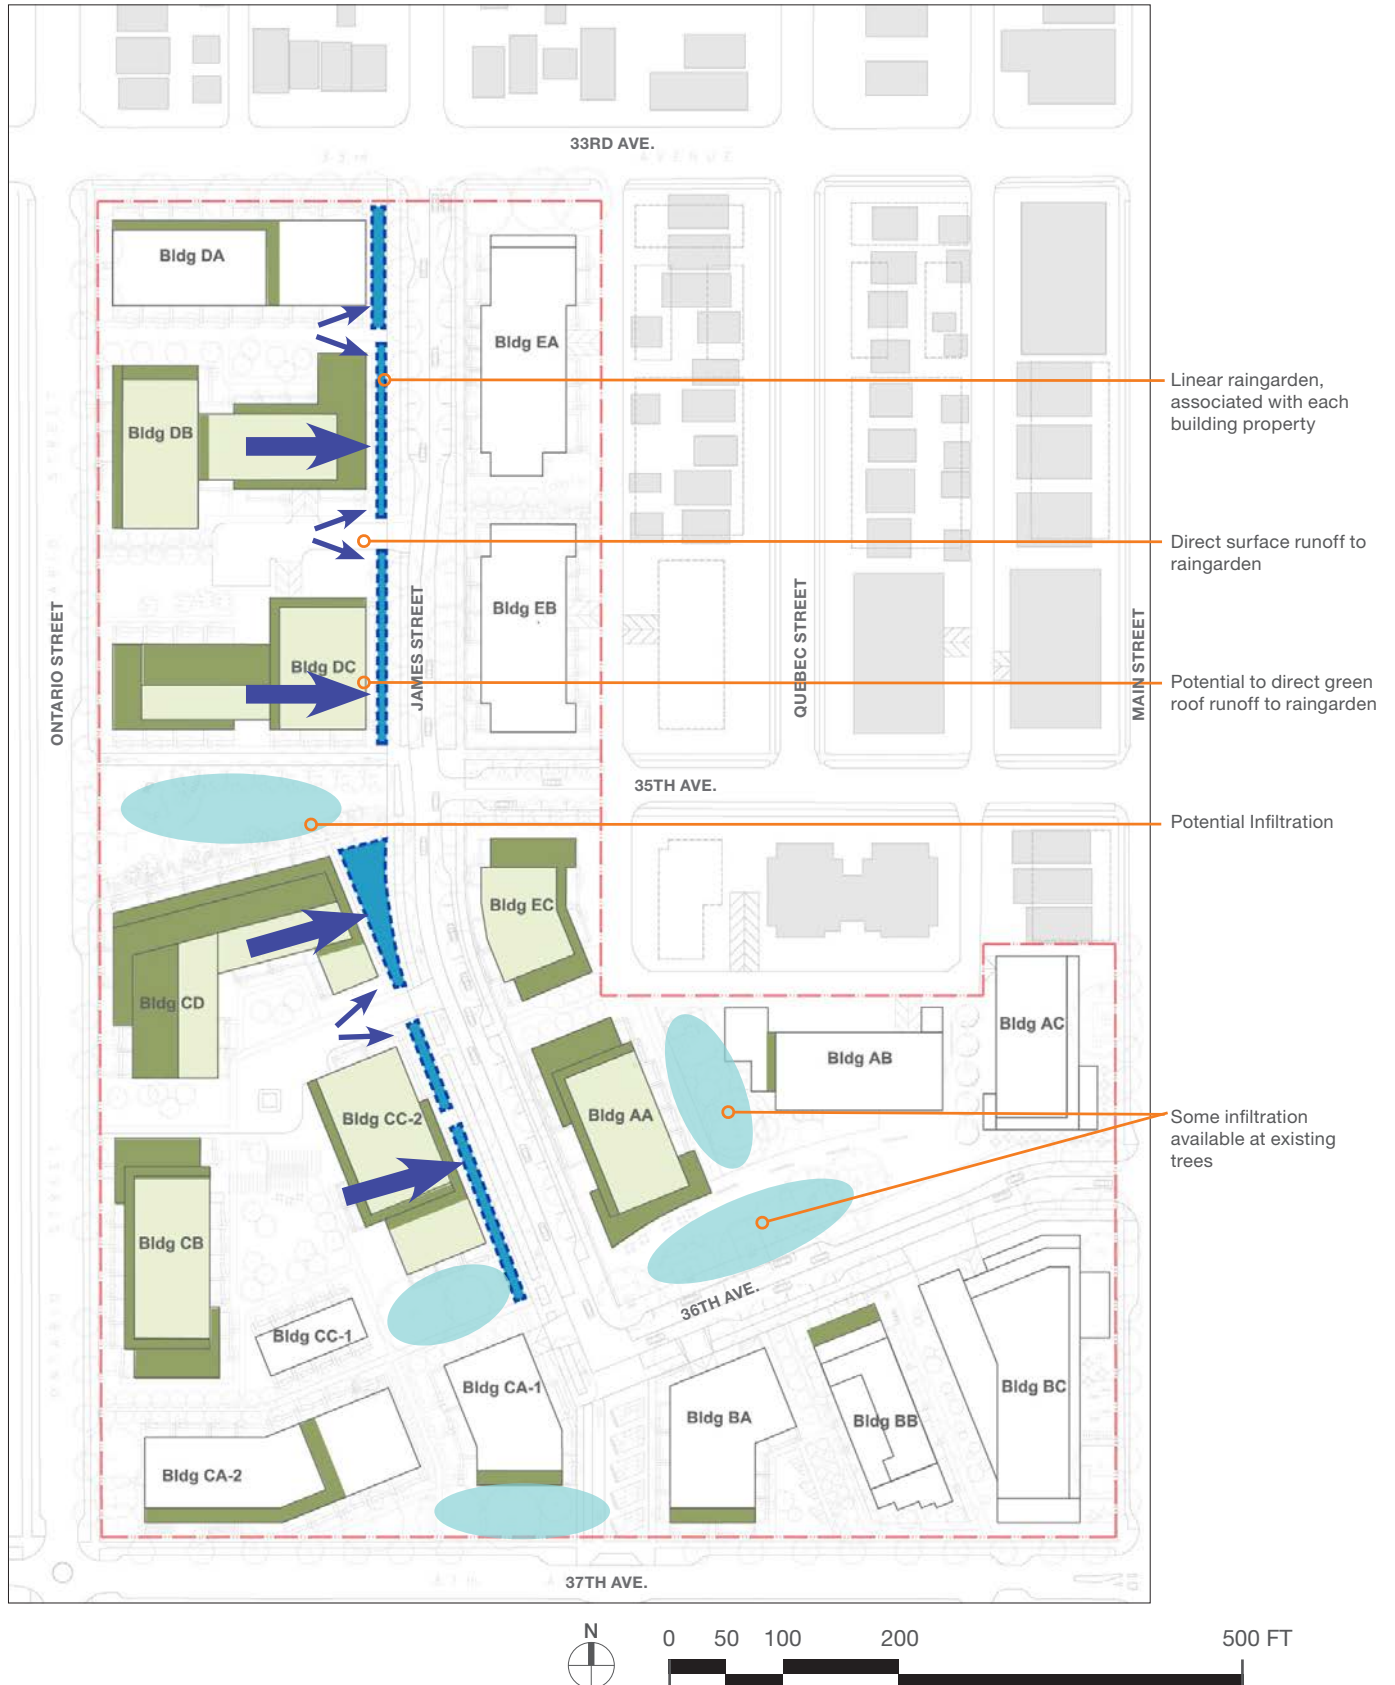 33RD AVE.
AVENUE
Bldg DA
Bldg EA
Linear raingarden,
associated with each
building property
Bldg DB
Direct surface runoff to
raingarden
ONTARIO STREET
JAMES STREET
QUEBEC STREET
MAIN STREET
Bldg EB
Bldg DC
Potential to direct green
roof runoff to raingarden
35TH AVE.
Potential Infiltration
Bldg EC
Bldg CD
Bldg AC
Bldg AB
Bldg CC-2
Bldg AA
Some infiltration
available at existing
trees
Bldg CB
36TH AVE.
Bldg CC-1
Bldg CA-1
Bldg BC
Bldg BA
Bldg BB
Bldg CA-2
37TH AVE.
N
0 50 100 200 500 FT